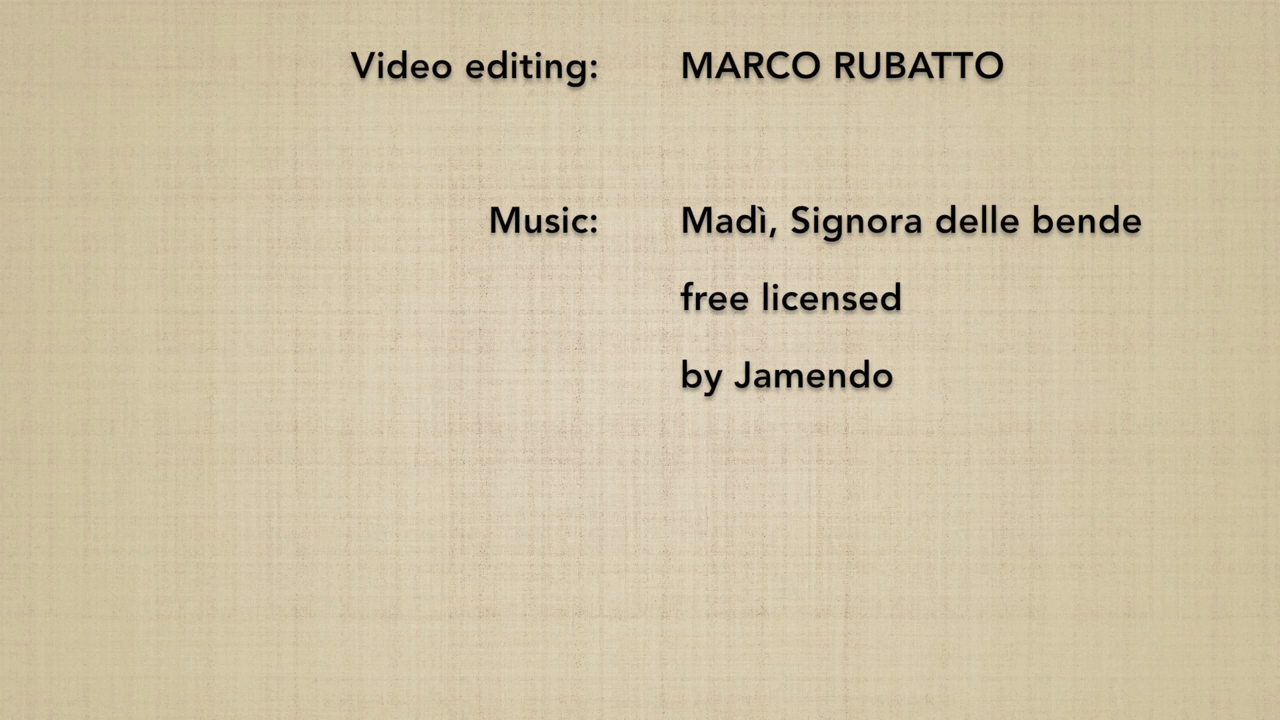 Video editing: MARCO RUBATTO
Music: Madì, Signora delle bende
free licensed
by Jamendo